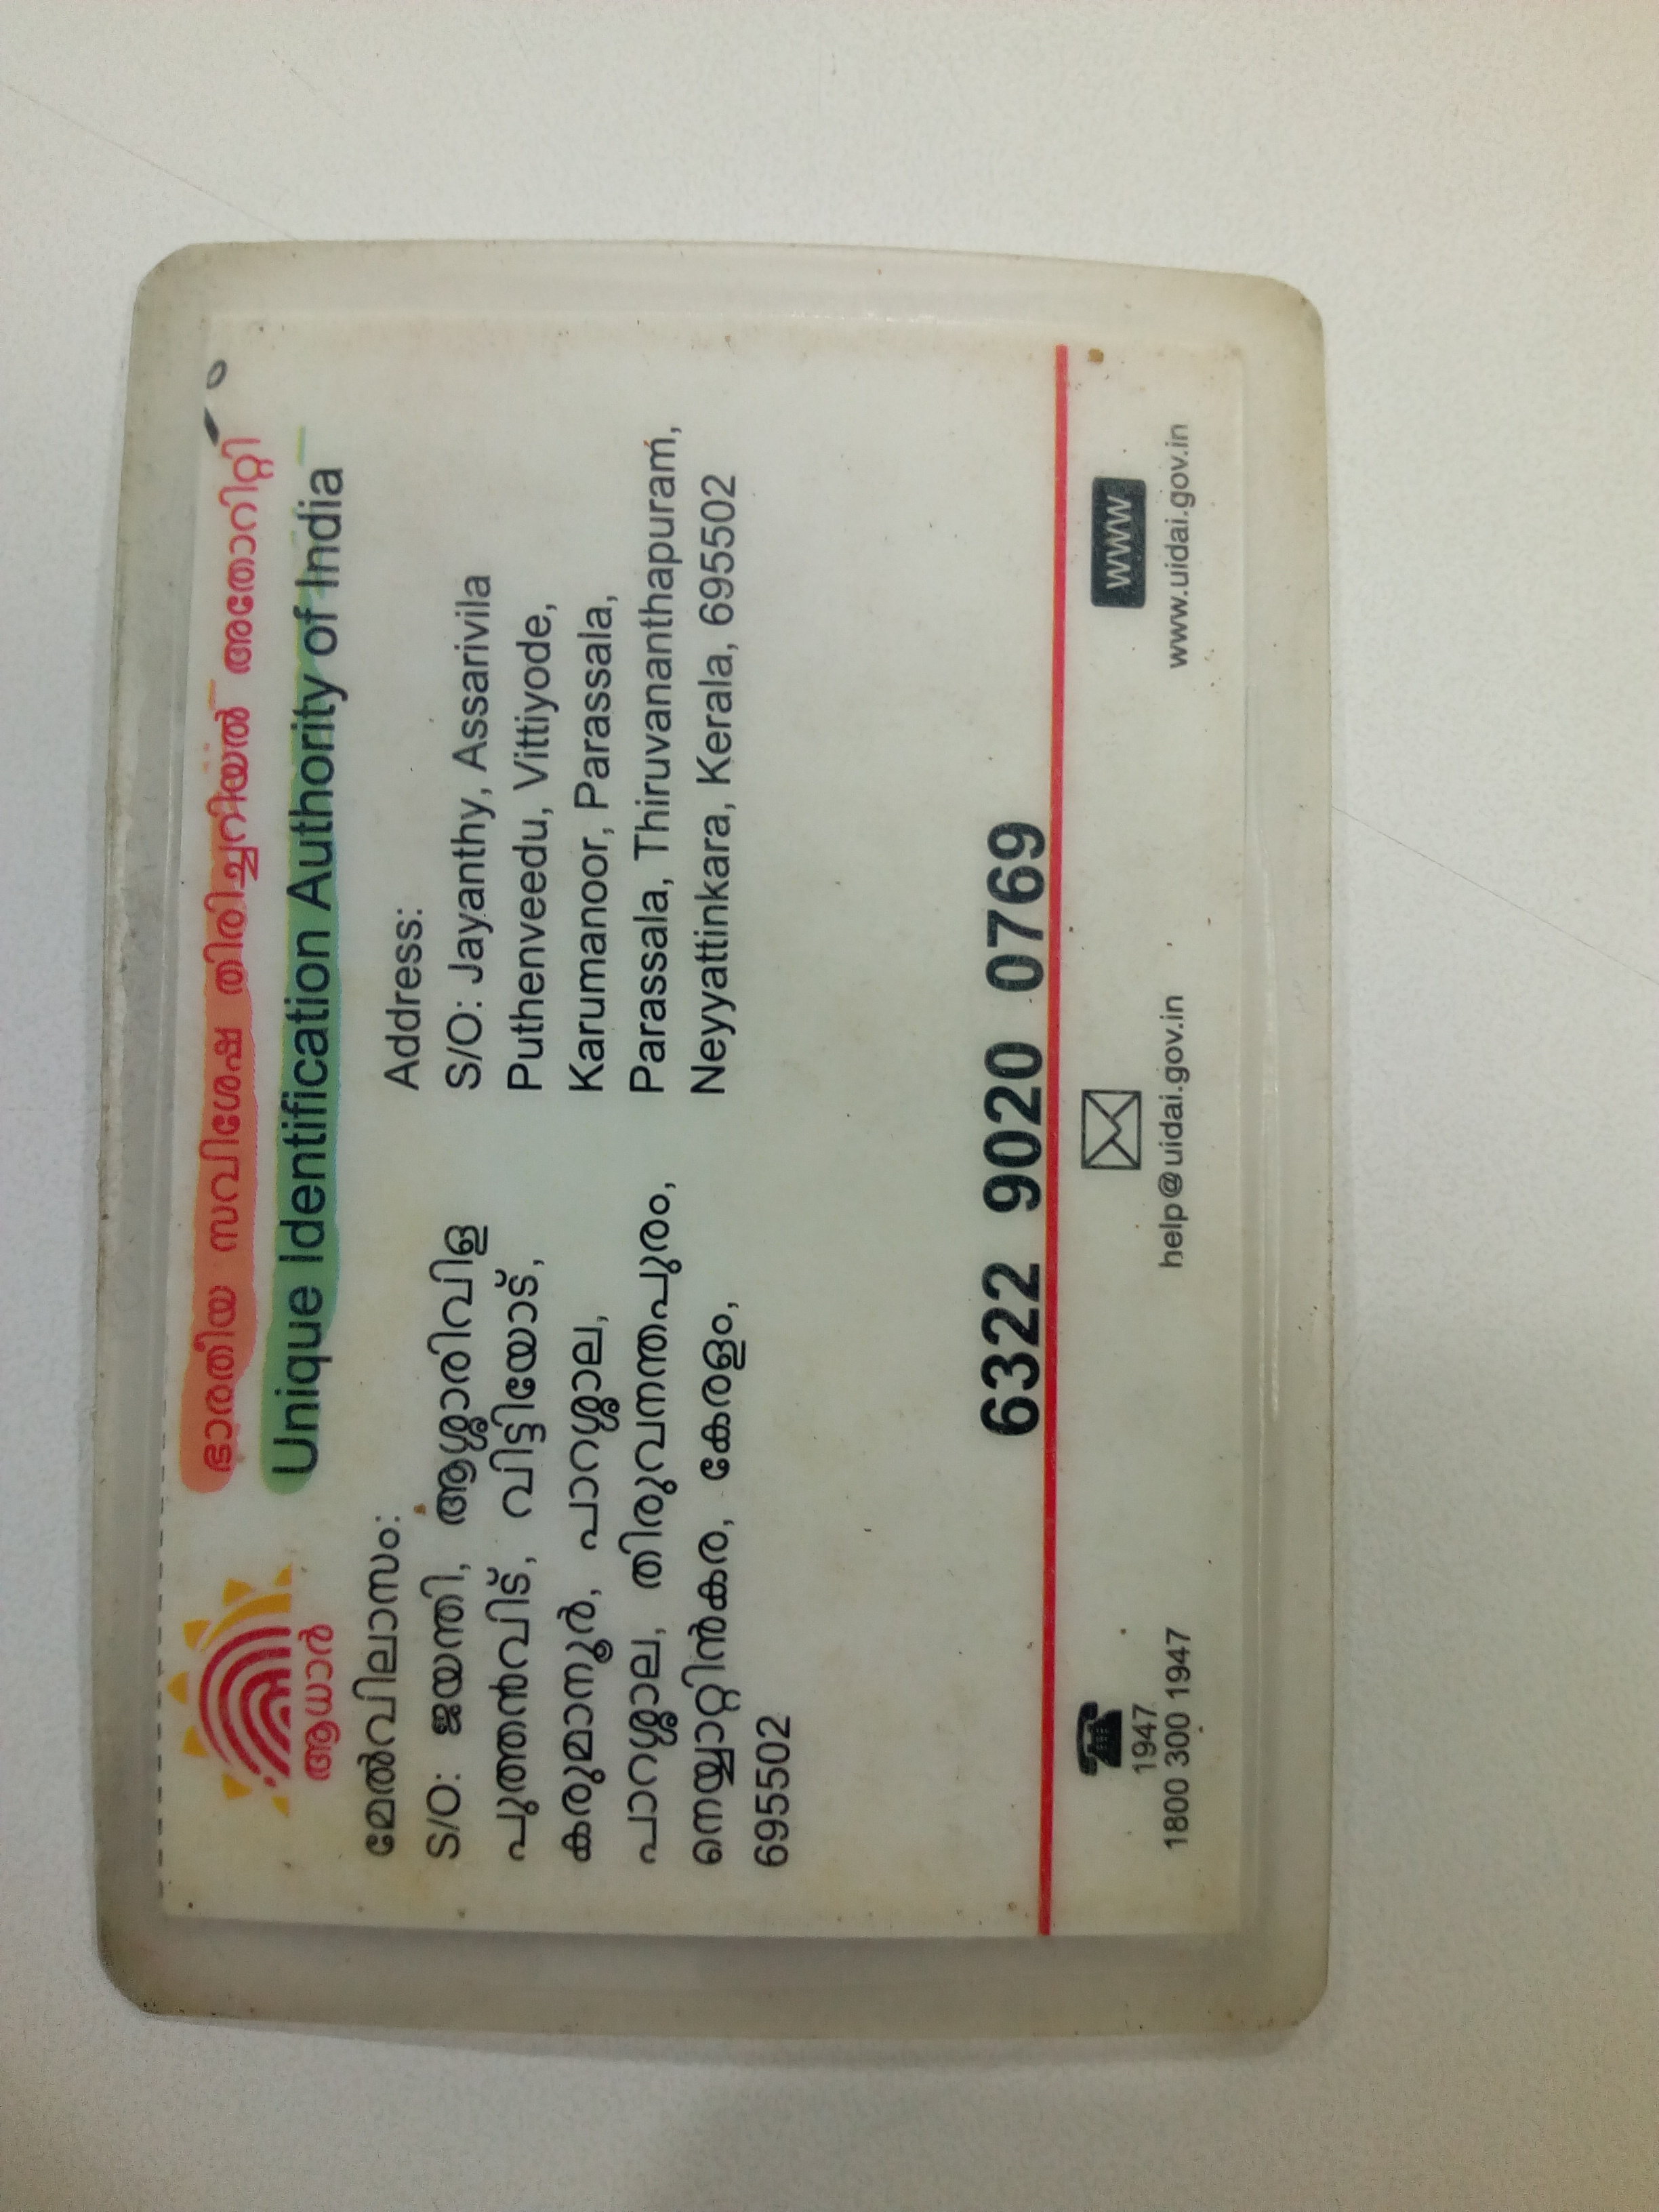 ഭാരതീയ സവിശേഷ തിരിച്ചറിയൽ അതോറിറ്റി
Unique Identification Authority of India
ആധാർ
മേൽവിലാസം:
S/O: ജയന്തി, ആശ്ശാരിവിള
പുത്തൻവീട്, വിട്ടിയോട്,
കരുമാനൂർ, പാറശ്ശാല,
പാറശ്ശാല, തിരുവനന്തപുരം,
നെയ്യാറ്റിൻകര, കേരളം,
695502
Address:
S/O: Jayanthy, Assarivila
Puthenveedu, Vittiyode,
Karumanoor, Parassala,
Parassala, Thiruvananthapuram,
Neyyattinkara, Kerala, 695502
6322 9020 0769
1947
1800 300 1947
help@uidai.gov.in
WWW
www.uidai.gov.in